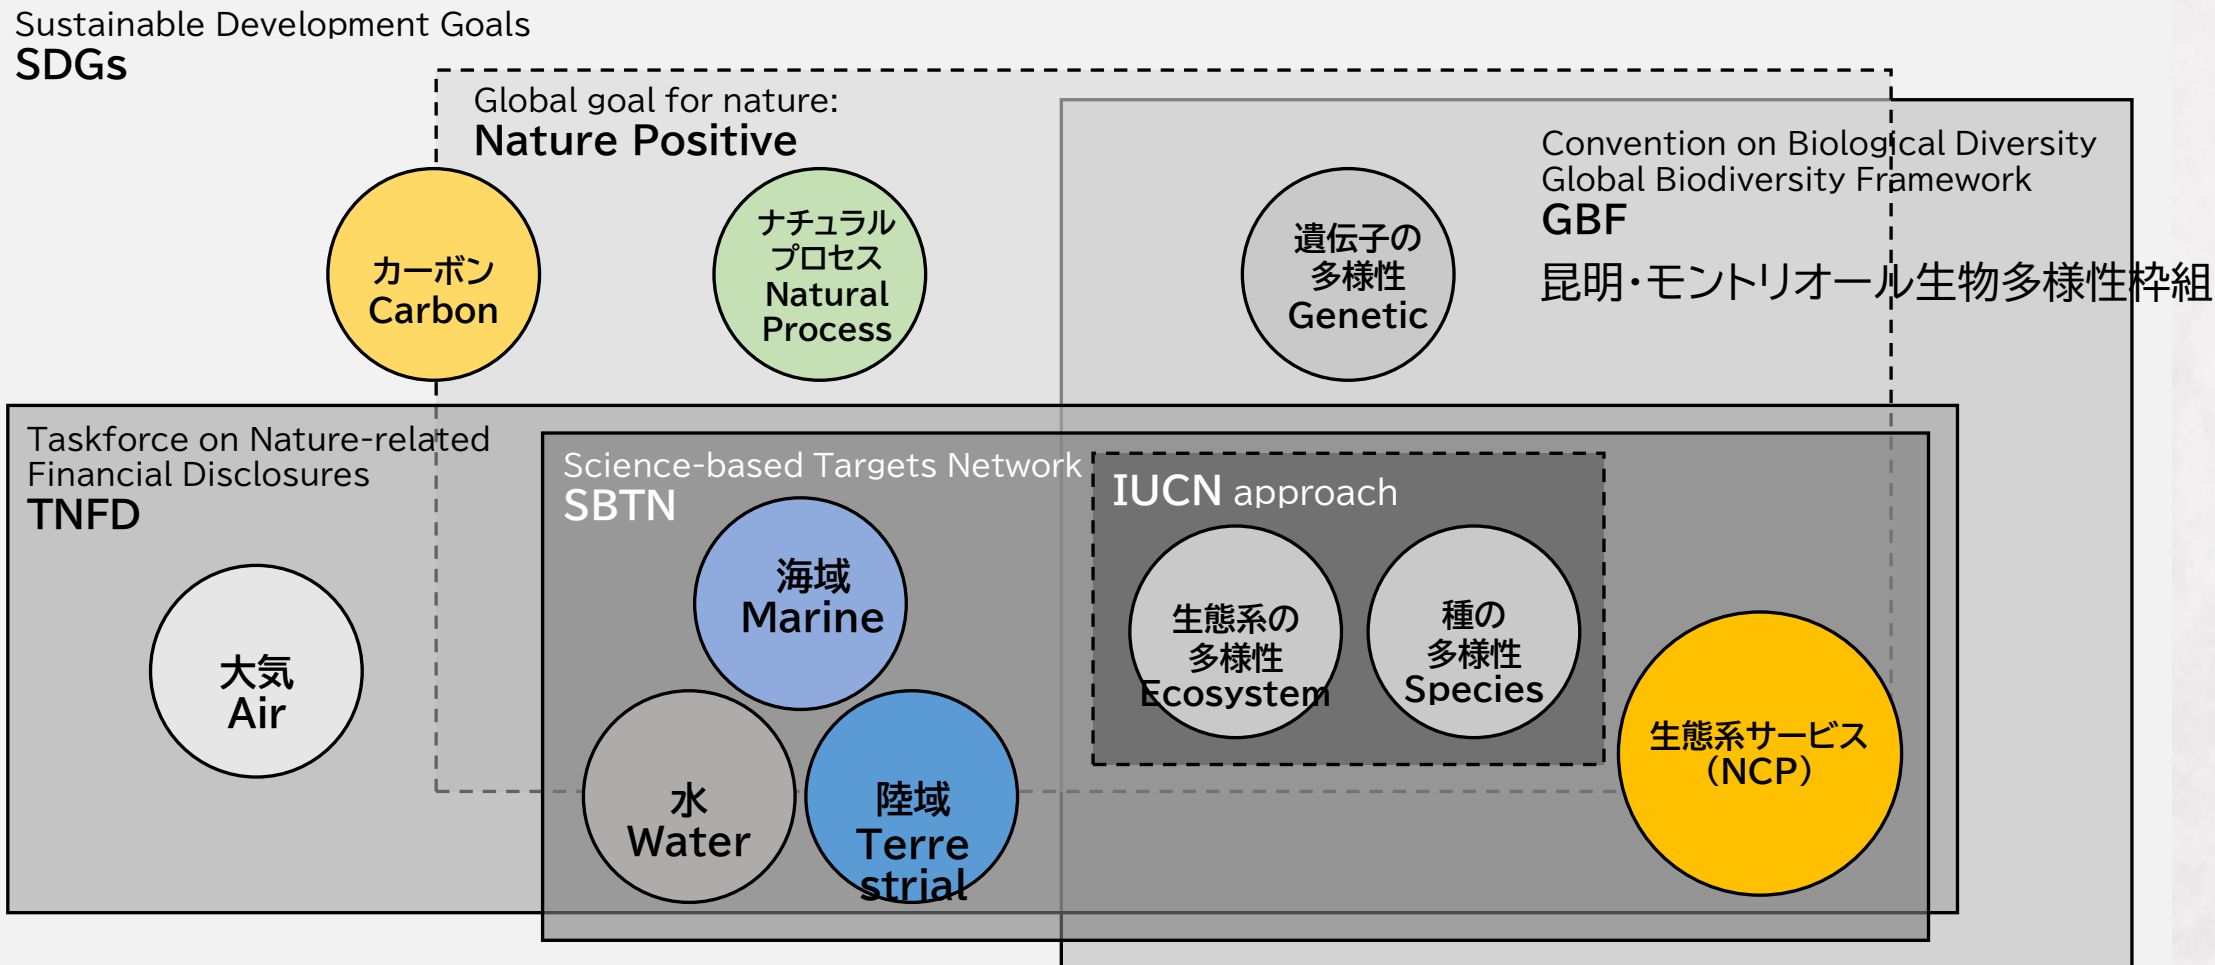 Sustainable Development Goals
SDGs
Global goal for nature:
Nature Positive
Convention on Biological Diversity
Global Biodiversity Framework
GBF
昆明・モントリオール生物多様性枠組
カーボン
Carbon
ナチュラル
プロセス
Natural
Process
遺伝子の
多様性
Genetic
Taskforce on Nature-related
Financial Disclosures
TNFD
Science-based Targets Network
SBTN
IUCN approach
大気
Air
海域
Marine
水
Water
陸域
Terre
strial
生態系の
多様性
Ecosystem
種の
多様性
Species
生態系サービス
（NCP）